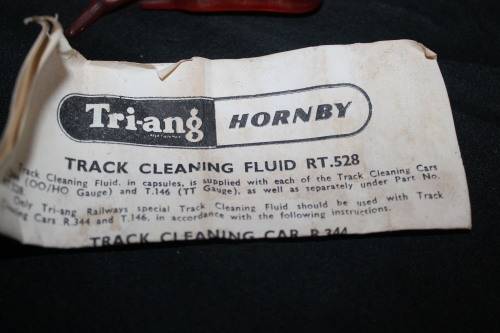 Tri-ang HORNBY
TRACK CLEANING FLUID RT.528
Track Cleaning Fluid, in capsules, is supplied with each of the Track Cleaning Cars
(OO/HO Gauge) and T.146 (TT Gauge), as well as separately under Part No.
Only Tri-ang Railways special Track Cleaning Fluid should be used with Track
Cleaning Cars R.344 and T.146, in accordance with the following instructions.
TRACK CLEANING CAR R.344